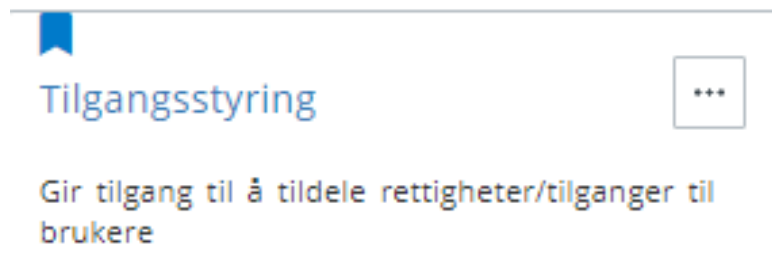 Tilgangsstyring
Gir tilgang til å tildele rettigheter/tilganger til
brukere